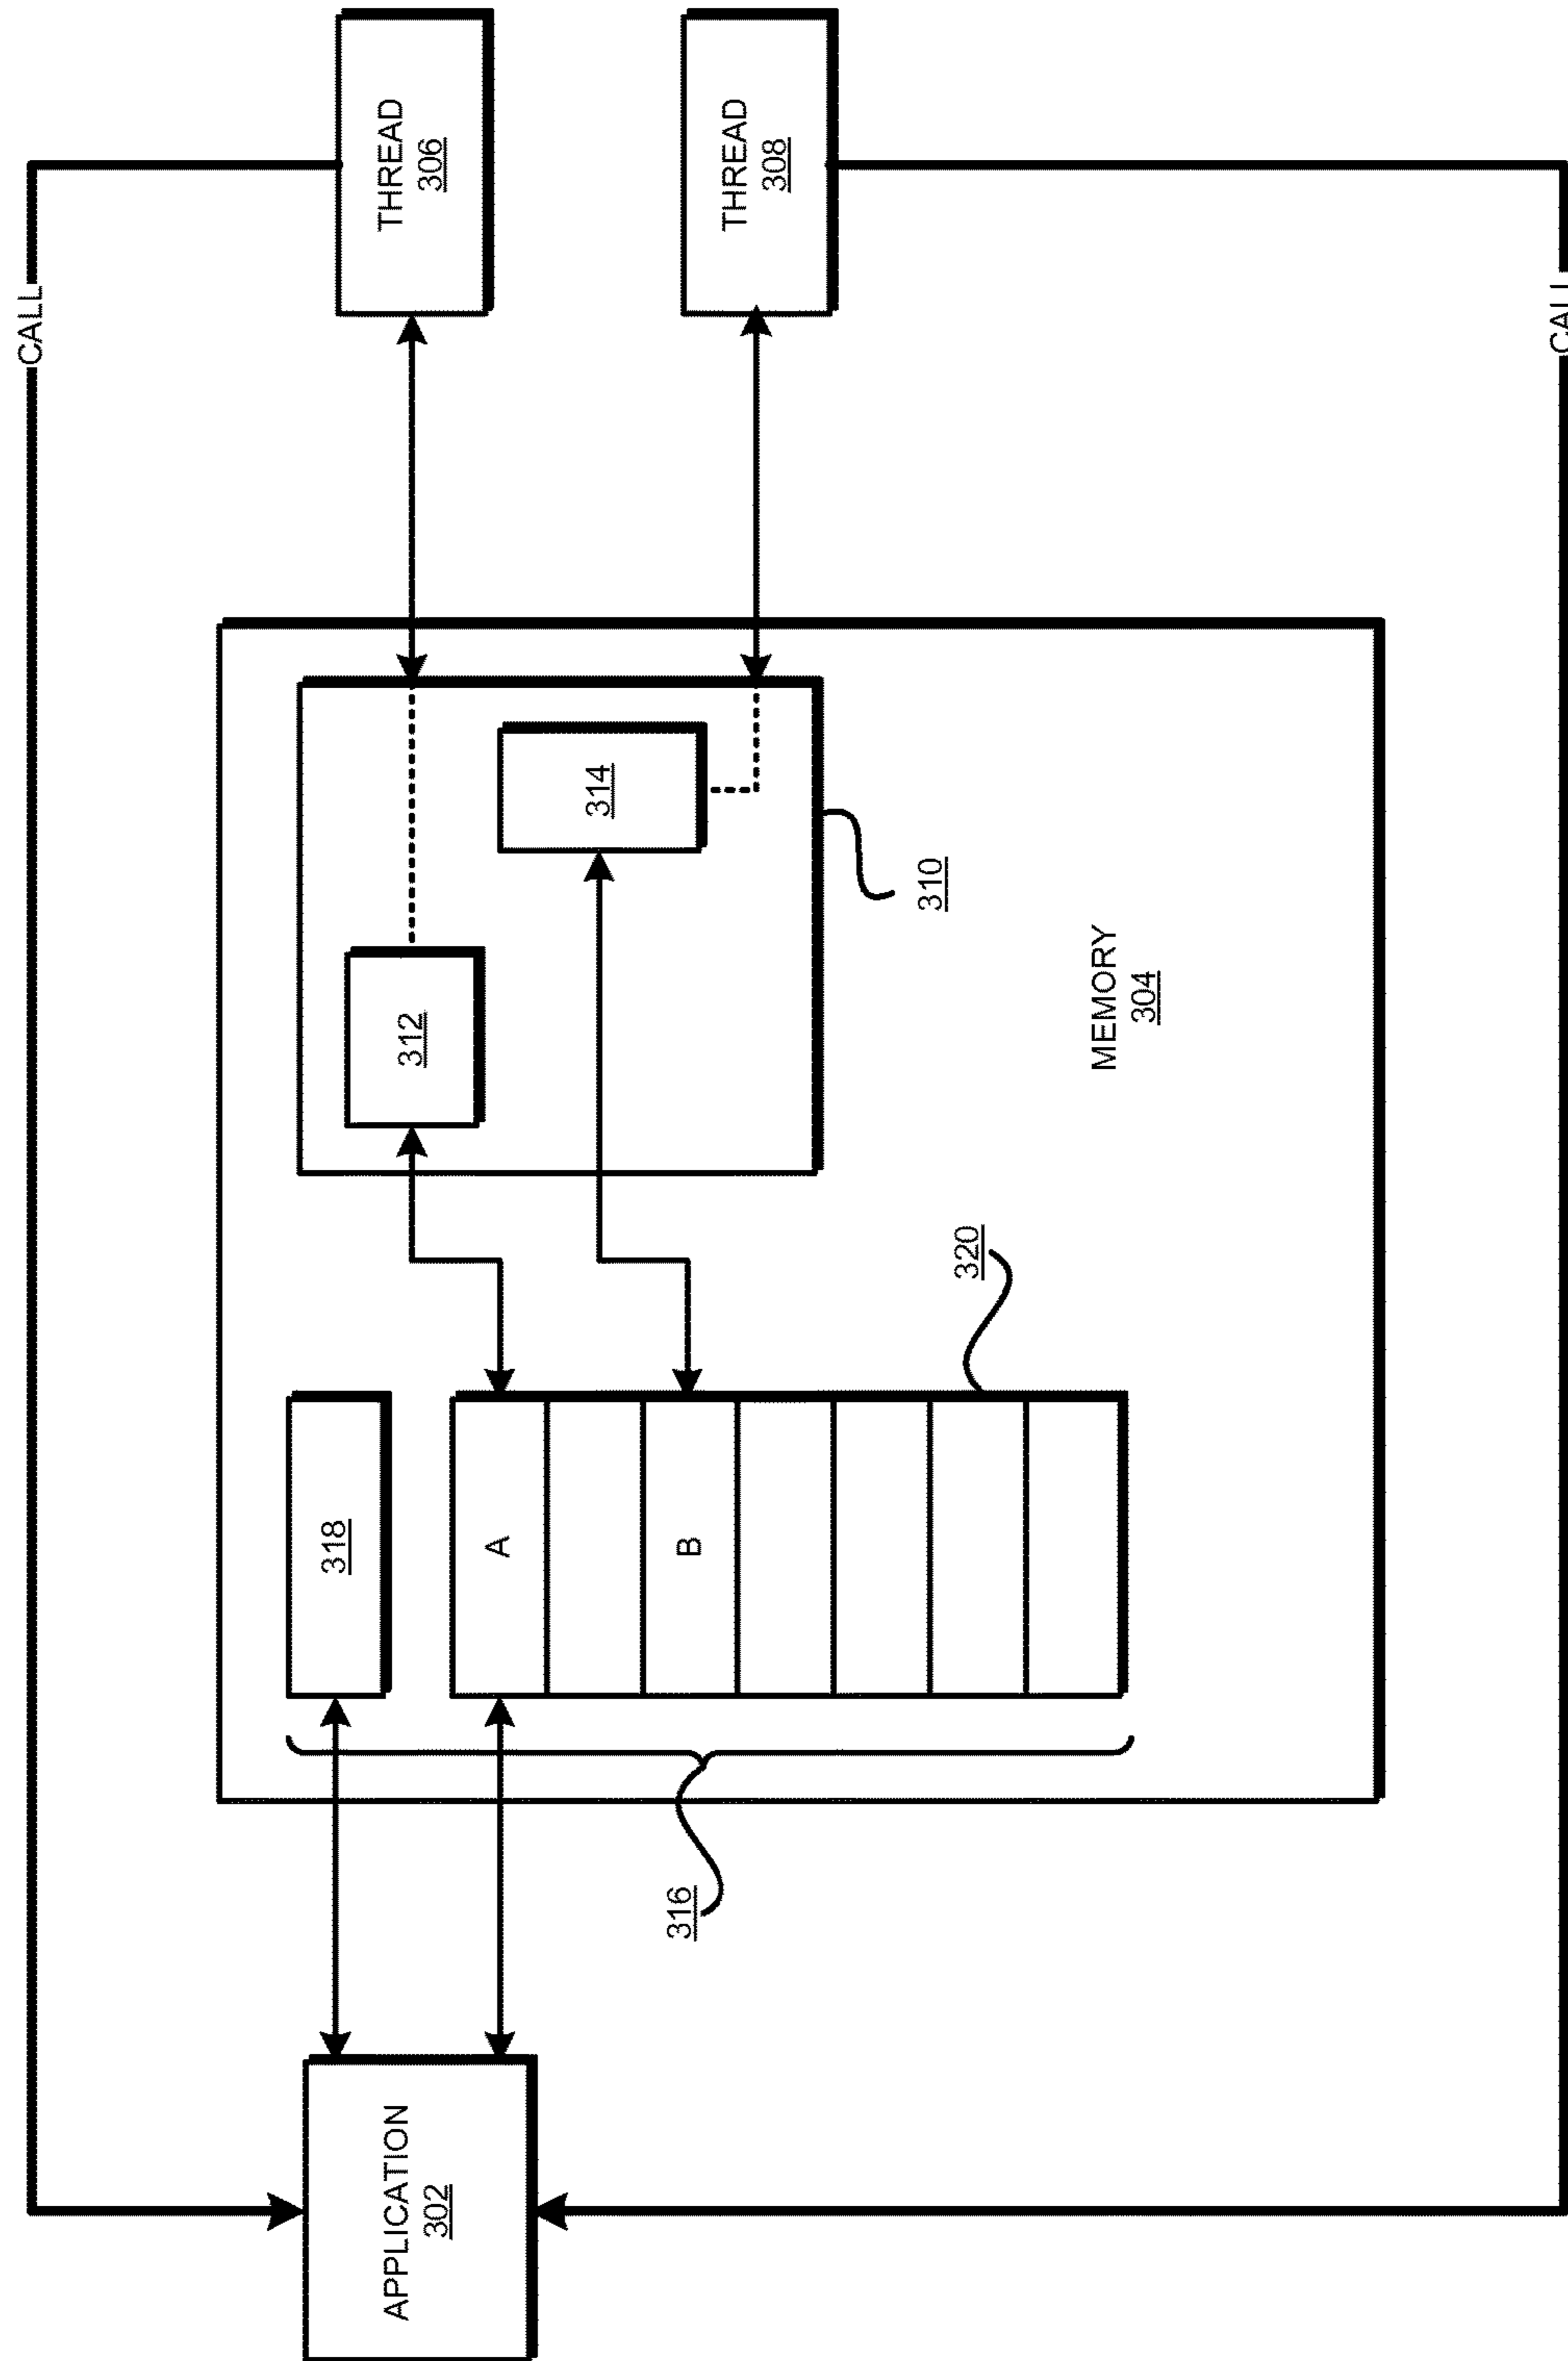 CALL
THREAD
306
THREAD
308
312
314
310
MEMORY
304
318
A
B
320
316
APPLICATION
302
CALL